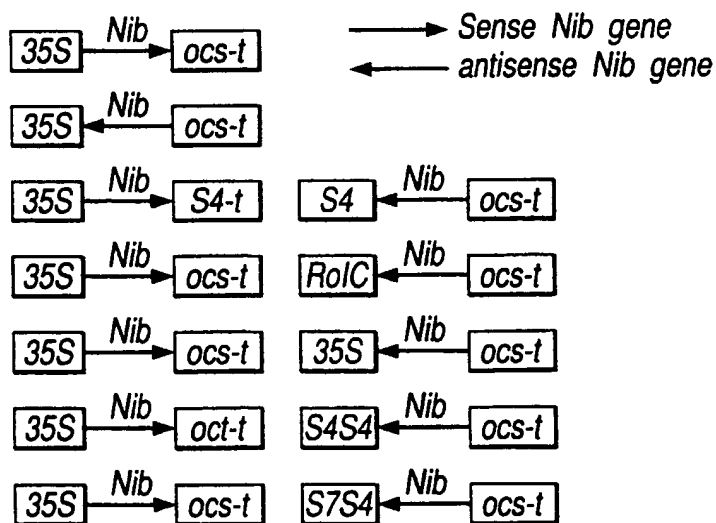 Nib
35S ocs-t
Sense Nib gene
antisense Nib gene
Nib
35S ocs-t
Nib Nib
35S S4-t S4 ocs-t
Nib Nib
35S ocs-t RolC ocs-t
Nib Nib
35S ocs-t 35S ocs-t
Nib Nib
35S oct-t S4S4 ocs-t
Nib Nib
35S ocs-t S7S4 ocs-t